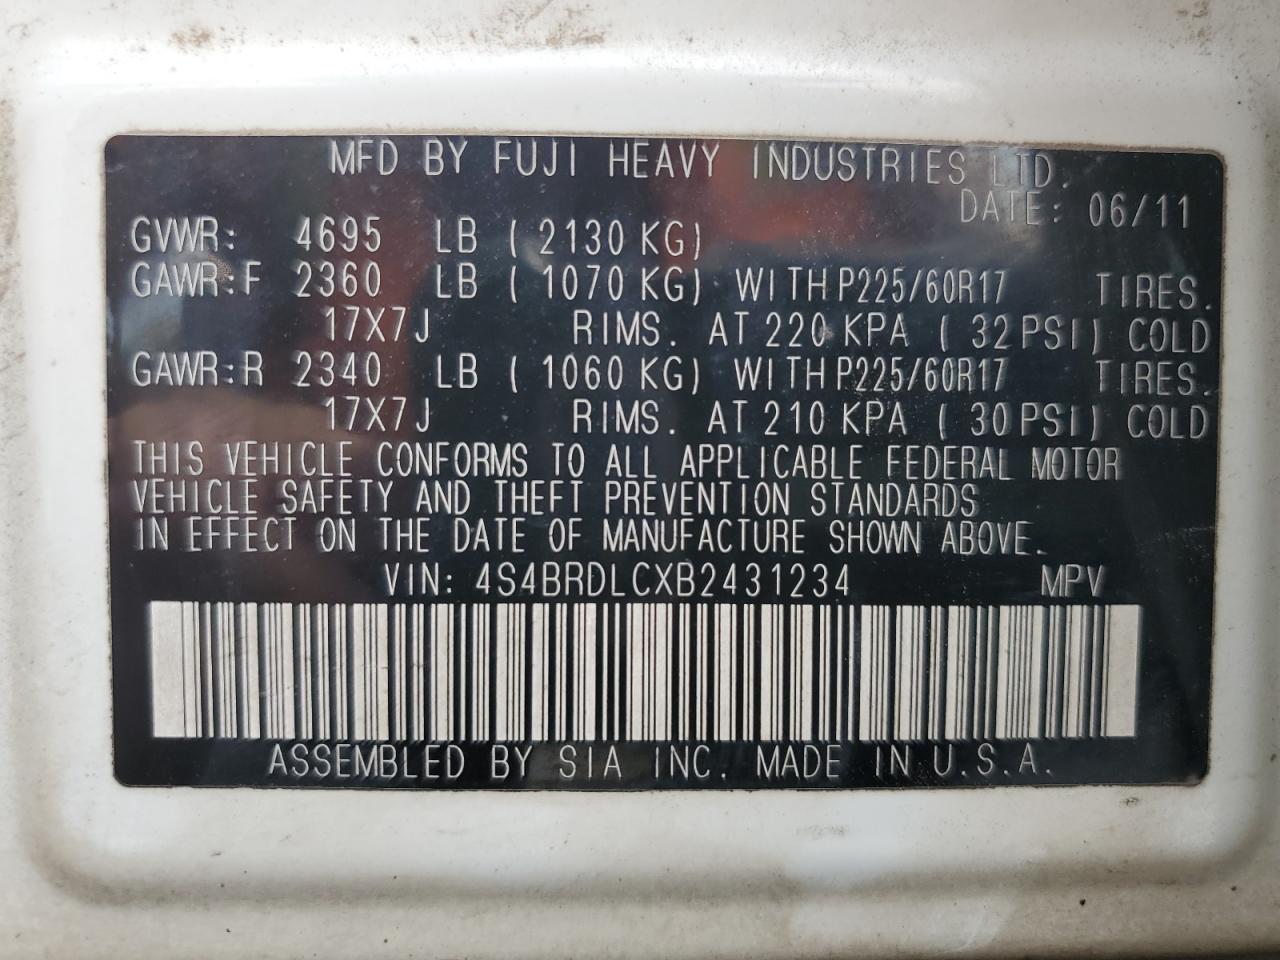 MFD BY FUJI HEAVY INDUSTRIES LTD.
DATE: 06/11
GVWR: 4695 LB ( 2130 KG)
GAWR:F 2360 LB ( 1070 KG) WITH P225/60R17 TIRES.
17X7J RIMS. AT 220 KPA ( 32 PSI) COLD
GAWR:R 2340 LB ( 1060 KG) WITH P225/60R17 TIRES.
17X7J RIMS. AT 210 KPA ( 30 PSI) COLD
THIS VEHICLE CONFORMS TO ALL APPLICABLE FEDERAL MOTOR
VEHICLE SAFETY AND THEFT PREVENTION STANDARDS
IN EFFECT ON THE DATE OF MANUFACTURE SHOWN ABOVE.
VIN: 4S4BRDLCXB2431234 MPV
ASSEMBLED BY SIA INC. MADE IN U.S.A.